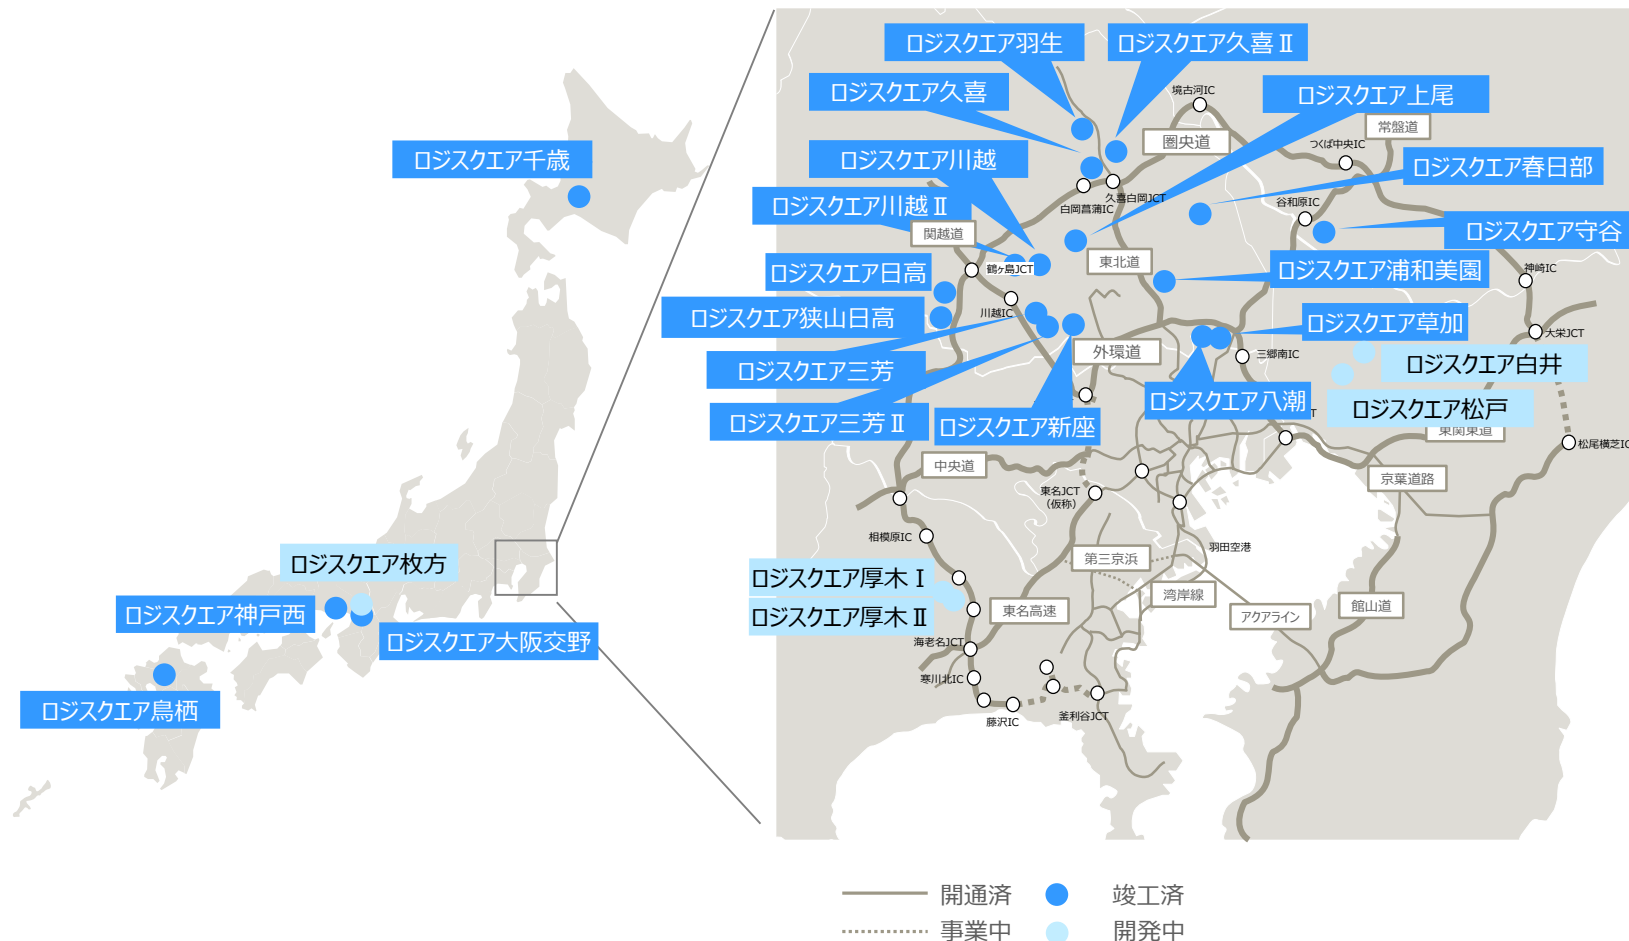 ロジスクエア千歳
ロジスクエア枚方
ロジスクエア神戸西
ロジスクエア大阪交野
ロジスクエア鳥栖
ロジスクエア羽生
ロジスクエア久喜Ⅱ
ロジスクエア久喜
ロジスクエア上尾
境古河IC
常盤道
圏央道
つくば中央IC
ロジスクエア川越
ロジスクエア春日部
久喜白岡JCT
白岡菖蒲IC
ロジスクエア川越Ⅱ
谷和原IC
関越道
ロジスクエア守谷
東北道
鶴ヶ島JCT
ロジスクエア日高
ロジスクエア浦和美園
神崎IC
川越IC
ロジスクエア狭山日高
ロジスクエア草加
大栄JCT
外環道
三郷南IC
ロジスクエア白井
ロジスクエア三芳
ロジスクエア八潮
ロジスクエア松戸
ロジスクエア三芳Ⅱ
ロジスクエア新座
T
東関東道
松尾横芝IC
中央道
京葉道路
東名JCT
（仮称）
相模原IC
羽田空港
第三京浜
ロジスクエア厚木Ⅰ
湾岸線
ロジスクエア厚木Ⅱ
東名高速
アクアライン
館山道
海老名JCT
寒川北IC
藤沢IC
釜利谷JCT
開通済
竣工済
事業中
開発中